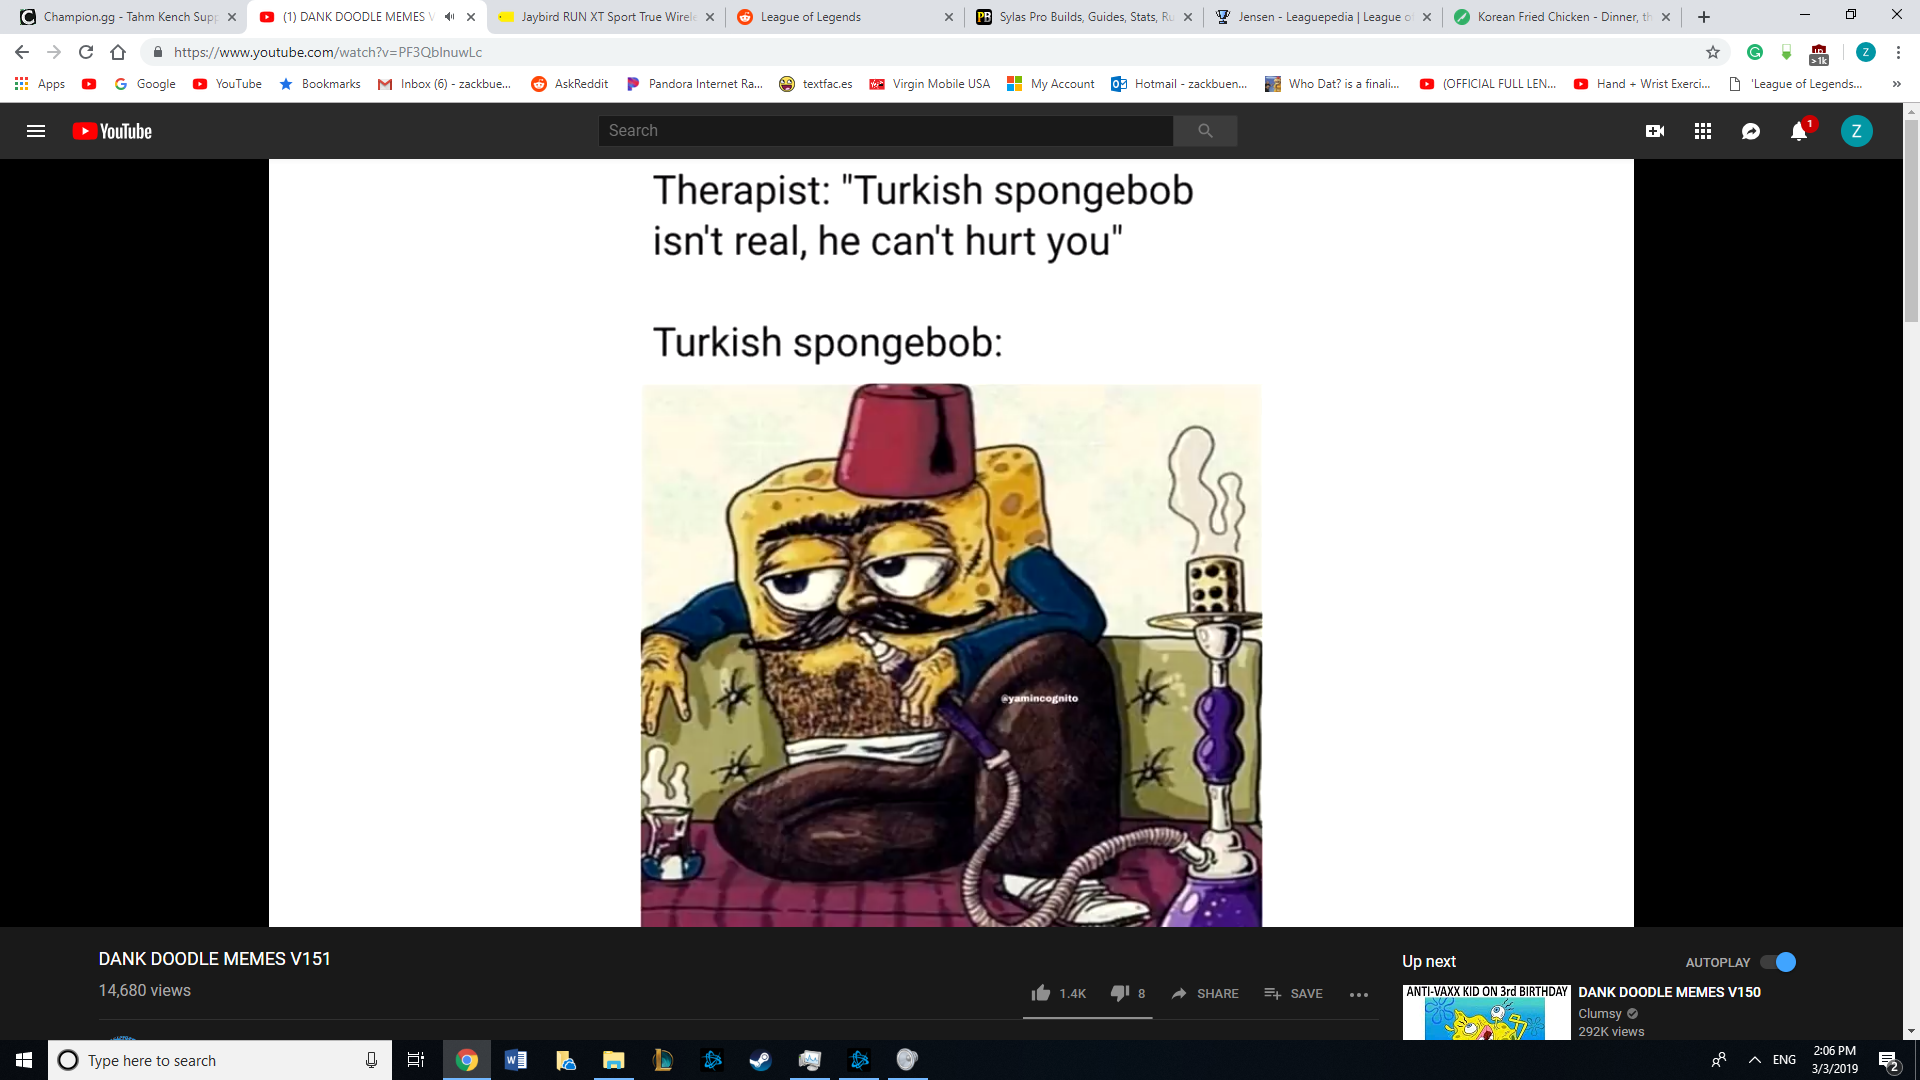 Champion.gg - Tahm Kench Supp
(1) DANK DOODLE MEMES V
Jaybird RUN XT Sport True Wirele
League of Legends
Sylas Pro Builds, Guides, Stats, Ru
Jensen - Leaguepedia | League o
Korean Fried Chicken - Dinner, th
https://www.youtube.com/watch?v=PF3QbInuwLc
>1k
Z
Apps
Google
YouTube
Bookmarks
Inbox (6) - zackbue...
AskReddit
Pandora Internet Ra...
textfac.es
Virgin Mobile USA
My Account
Hotmail - zackbuen...
Who Dat? is a finali...
(OFFICIAL FULL LEN...
Hand + Wrist Exerci...
'League of Legends...
»
YouTube
Search
1
Z
Therapist: "Turkish spongebob
isn't real, he can't hurt you"
Turkish spongebob:
@yamincognito
DANK DOODLE MEMES V151
14,680 views
1.4K
8
SHARE
SAVE
Up next
AUTOPLAY
ANTI-VAXX KID ON 3rd BIRTHDAY
DANK DOODLE MEMES V150
Clumsy
292K views
Type here to search
ENG
2:06 PM
3/3/2019
2